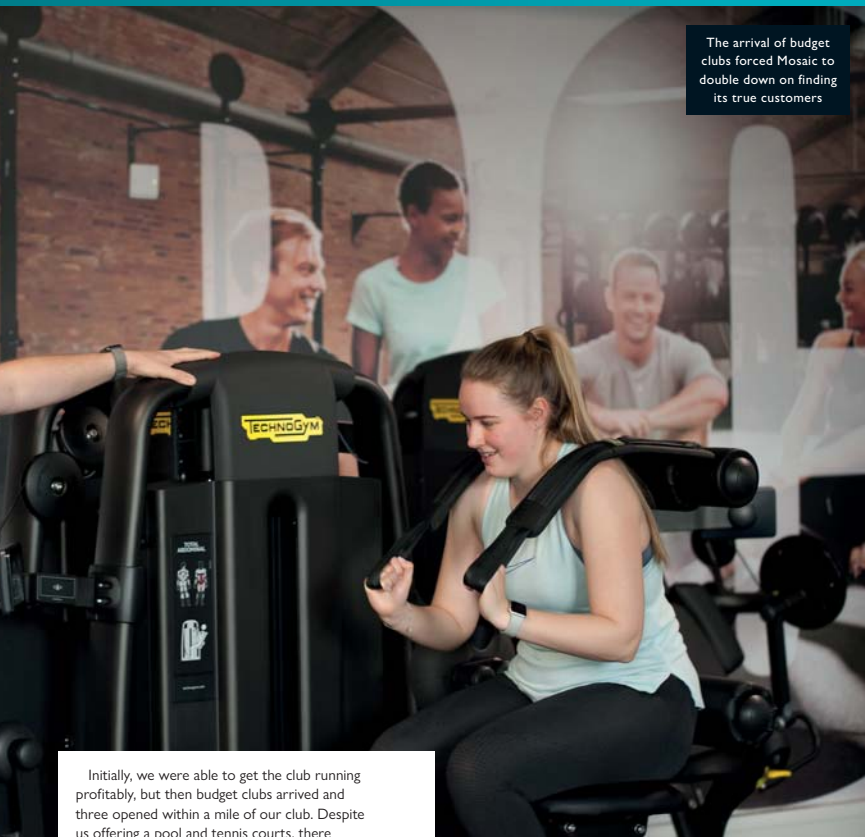 The arrival of budget
clubs forced Mosaic to
double down on finding
its true customers
TECHNOGYM
TOTAL
ABDOMINAL
Initially, we were able to get the club running
profitably, but then budget clubs arrived and
three opened within a mile of our club. Despite
us offering a pool and tennis courts, there